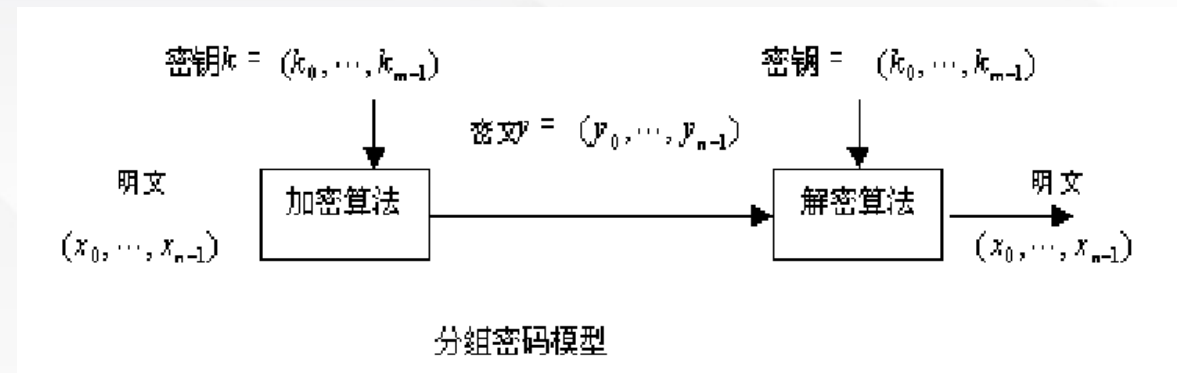 密钥k = (k₀, ⋯, kₘ₋₁)
密钥 = (k₀, ⋯, kₘ₋₁)
密文y = (y₀, ⋯, yₙ₋₁)
明文
加密算法
解密算法
明文
(x₀, ⋯, xₙ₋₁)
(x₀, ⋯, xₙ₋₁)
分组密码模型